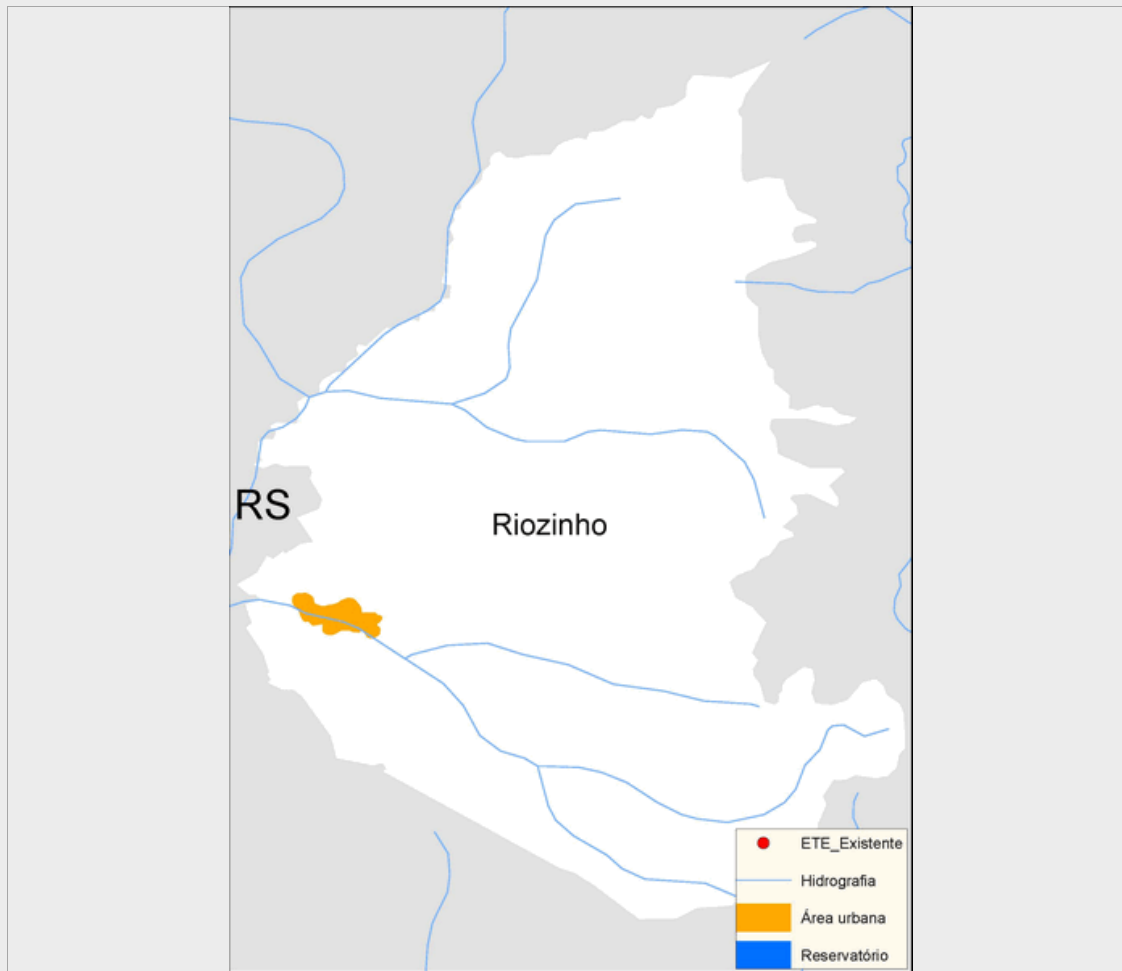 RS
Riozinho
ETE_Existente
Hidrografia
Área urbana
Reservatório